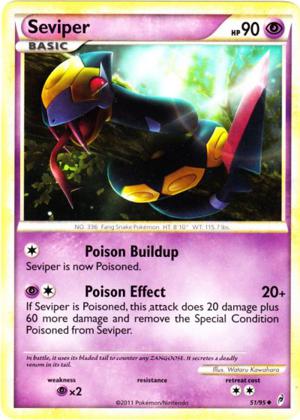 Seviper HP 90
BASIC
NO. 336 Fang Snake Pokémon HT. 8'10" WT. 115.7 lbs.
Poison Buildup
Seviper is now Poisoned.
Poison Effect 20+
If Seviper is Poisoned, this attack does 20 damage plus
60 more damage and remove the Special Condition
Poisoned from Seviper.
In battle, it uses its bladed tail to counter any ZANGOOSE. It secretes a deadly
venom in its tail.
Illus. Wataru Kawahara
weakness resistance retreat cost
×2
51/95
©2011 Pokémon/Nintendo